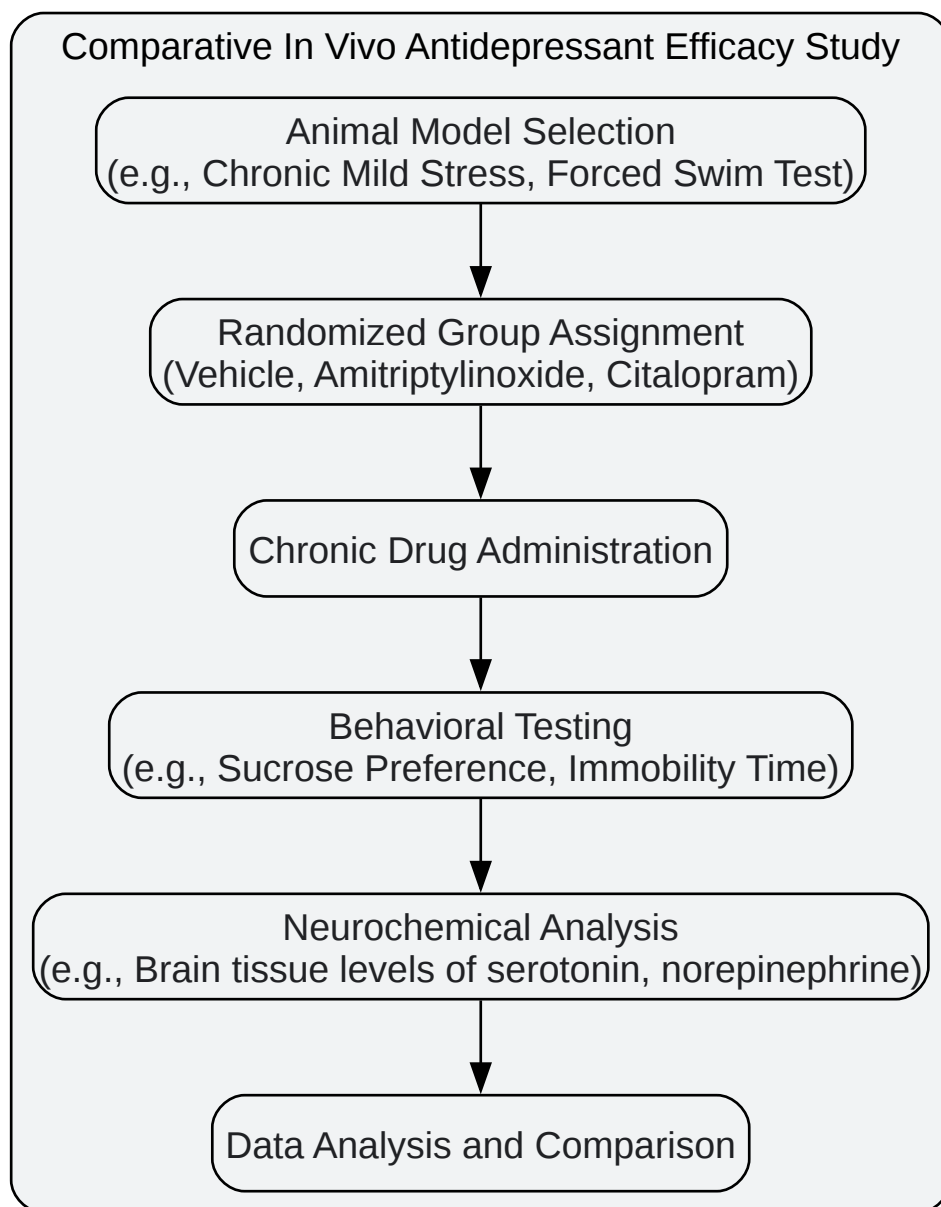 Comparative In Vivo Antidepressant Efficacy Study
Animal Model Selection
(e.g., Chronic Mild Stress, Forced Swim Test)
Randomized Group Assignment
(Vehicle, Amitriptylinoxide, Citalopram)
Chronic Drug Administration
Behavioral Testing
(e.g., Sucrose Preference, Immobility Time)
Neurochemical Analysis
(e.g., Brain tissue levels of serotonin, norepinephrine)
Data Analysis and Comparison